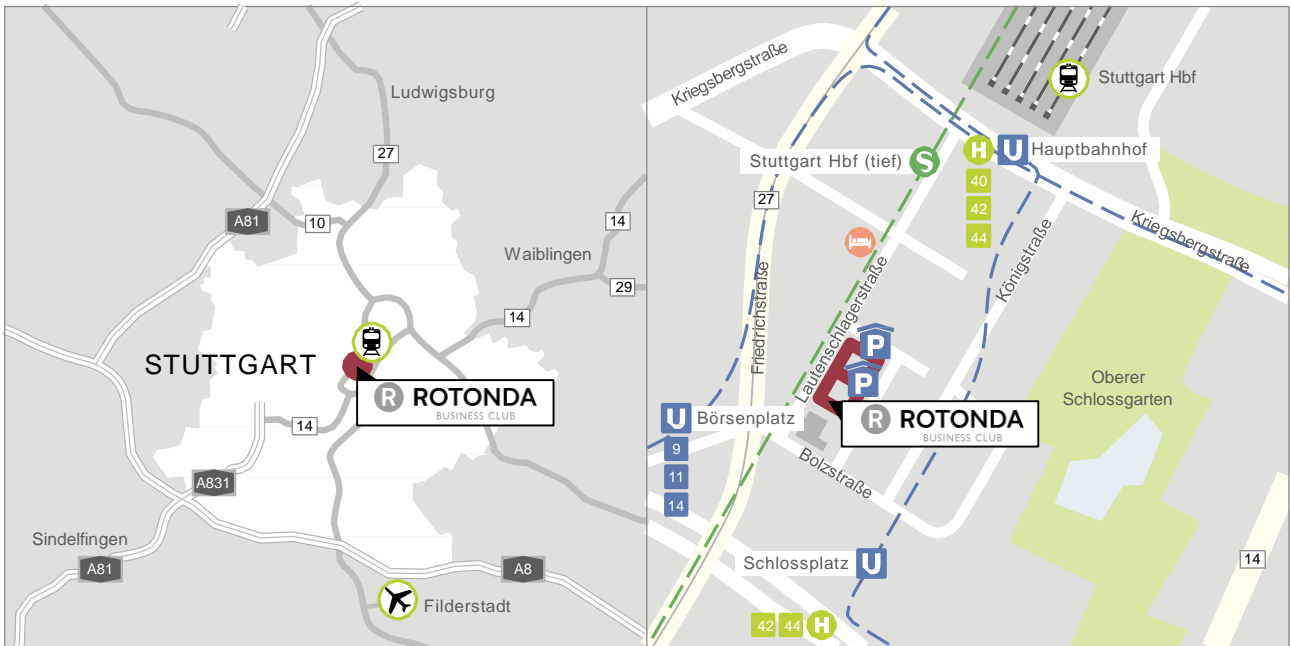 Ludwigsburg
27
A81
10
14
Waiblingen
29
14
STUTTGART
R ROTONDA
BUSINESS CLUB
14
A831
Sindelfingen
A81
A8
Filderstadt
Kriegsbergstraße
Stuttgart Hbf
Stuttgart Hbf (tief)
S
H
U
Hauptbahnhof
40
42
44
27
Kriegsbergstraße
Königstraße
Friedrichstraße
Lautenschlagerstraße
P
P
Oberer
Schlossgarten
R ROTONDA
BUSINESS CLUB
U
Börsenplatz
9
11
14
Bolzstraße
Schlossplatz
U
14
42
44
H